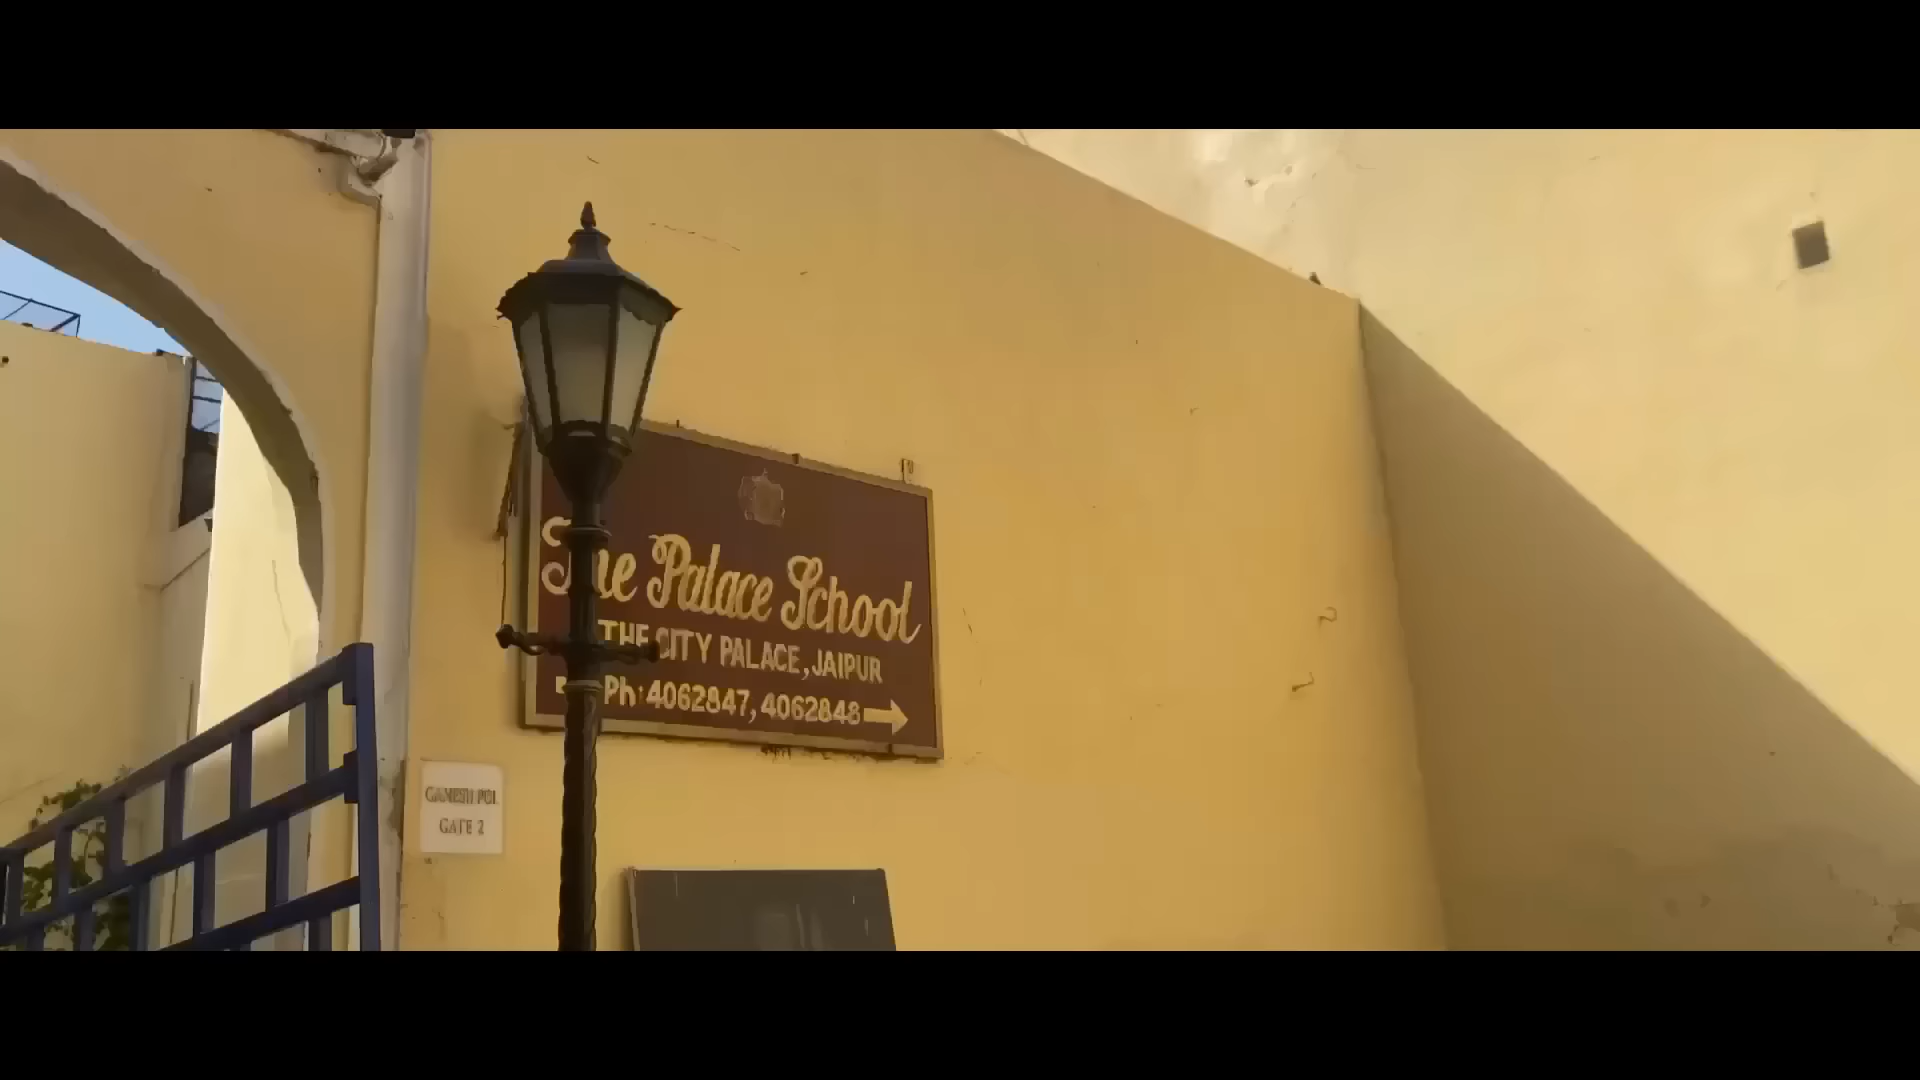 The Palace School
THE CITY PALACE, JAIPUR
Ph: 4062847, 4062848
GANESH POL
GATE 2